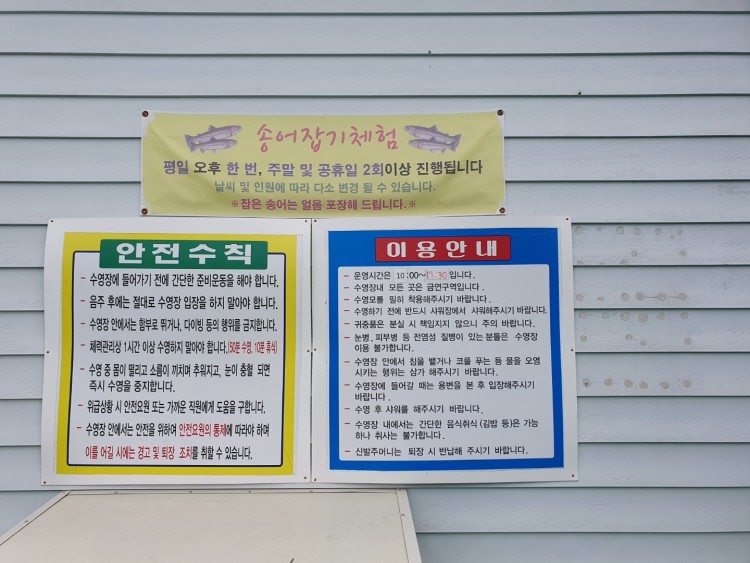 송어잡기체험
평일 오후 한 번, 주말 및 공휴일 2회이상 진행됩니다
날씨 및 인원에 따라 다소 변경 될 수 있습니다.
※잡은 송어는 얼음 포장해 드립니다.※
안전수칙
- 수영장에 들어가기 전에 간단한 준비운동을 해야 합니다.
- 음주 후에는 절대로 수영장 입장을 하지 말아야 합니다.
- 수영장 안에서는 함부로 뛰거나, 다이빙 등의 행위를 금지합니다.
- 체력관리상 1시간 이상 수영하지 말아야 합니다.(50분 수영, 10분 휴식)
- 수영 중 몸이 떨리고 소름이 끼치며 추워지고, 눈이 충혈 되면
즉시 수영을 중지합니다.
- 위급상황 시 안전요원 또는 가까운 직원에게 도움을 구합니다.
- 수영장 안에서는 안전을 위하여 안전요원의 통제에 따라야 하며
이를 어길 시에는 경고 및 퇴장 조치를 취할 수 있습니다.
이용안내
- 운영시간은 10:00~ :30 입니다.
- 수영장내 모든 곳은 금연구역입니다.
- 수영모를 필히 착용해주시기 바랍니다.
- 수영하기 전에 반드시 샤워장에서 샤워해주시기 바랍니다.
- 귀중품은 분실 시 책임지지 않으니 주의 바랍니다.
- 눈병, 피부병 등 전염성 질병이 있는 분들은 수영장
이용 불가합니다.
- 수영장 안에서 침을 뱉거나 코를 푸는 등 물을 오염
시키는 행위는 삼가 해주시기 바랍니다.
- 수영장에 들어갈 때는 용변을 본 후 입장해주시기
바랍니다.
- 수영 후 샤워를 해주시기 바랍니다.
- 수영장 내에서는 간단한 음식취식 (김밥 등)은 가능
하나 취사는 불가합니다.
- 신발주머니는 퇴장 시 반납해 주시기 바랍니다.